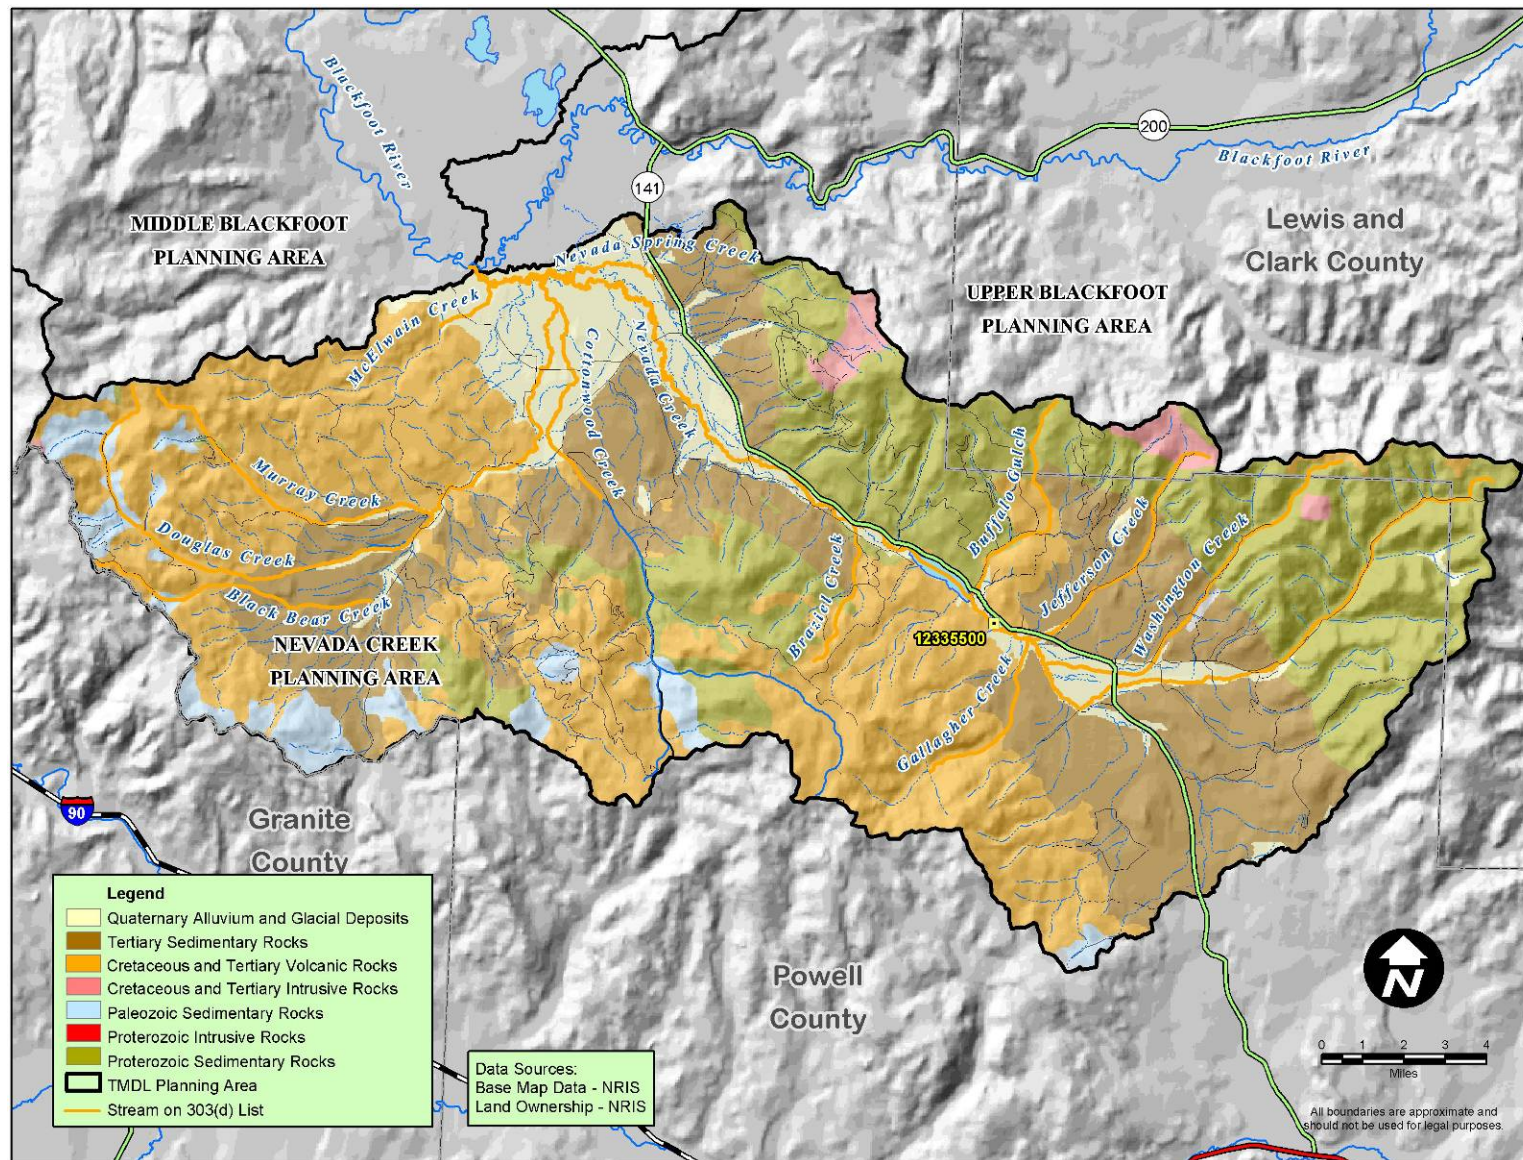 Blackfoot River
200
Blackfoot River
141
MIDDLE BLACKFOOT
PLANNING AREA
Lewis and
Clark County
Nevada Spring Creek
UPPER BLACKFOOT
PLANNING AREA
McElwain Creek
Cottonwood Creek
Nevada Creek
Murray Creek
Buffalo Gulch
Jefferson Creek
Washington Creek
Douglas Creek
Braziel Creek
Black Bear Creek
12335500
NEVADA CREEK
PLANNING AREA
Gallagher Creek
90
Granite
County
Legend
Quaternary Alluvium and Glacial Deposits
Tertiary Sedimentary Rocks
Cretaceous and Tertiary Volcanic Rocks
Cretaceous and Tertiary Intrusive Rocks
Paleozoic Sedimentary Rocks
Proterozoic Intrusive Rocks
Proterozoic Sedimentary Rocks
TMDL Planning Area
Stream on 303(d) List
Data Sources:
Base Map Data - NRIS
Land Ownership - NRIS
Powell
County
N
0 1 2 3 4
Miles
All boundaries are approximate and
should not be used for legal purposes.